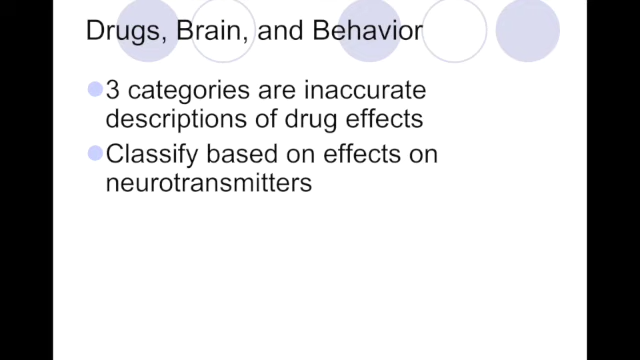 Drugs, Brain, and Behavior
3 categories are inaccurate
descriptions of drug effects
Classify based on effects on
neurotransmitters